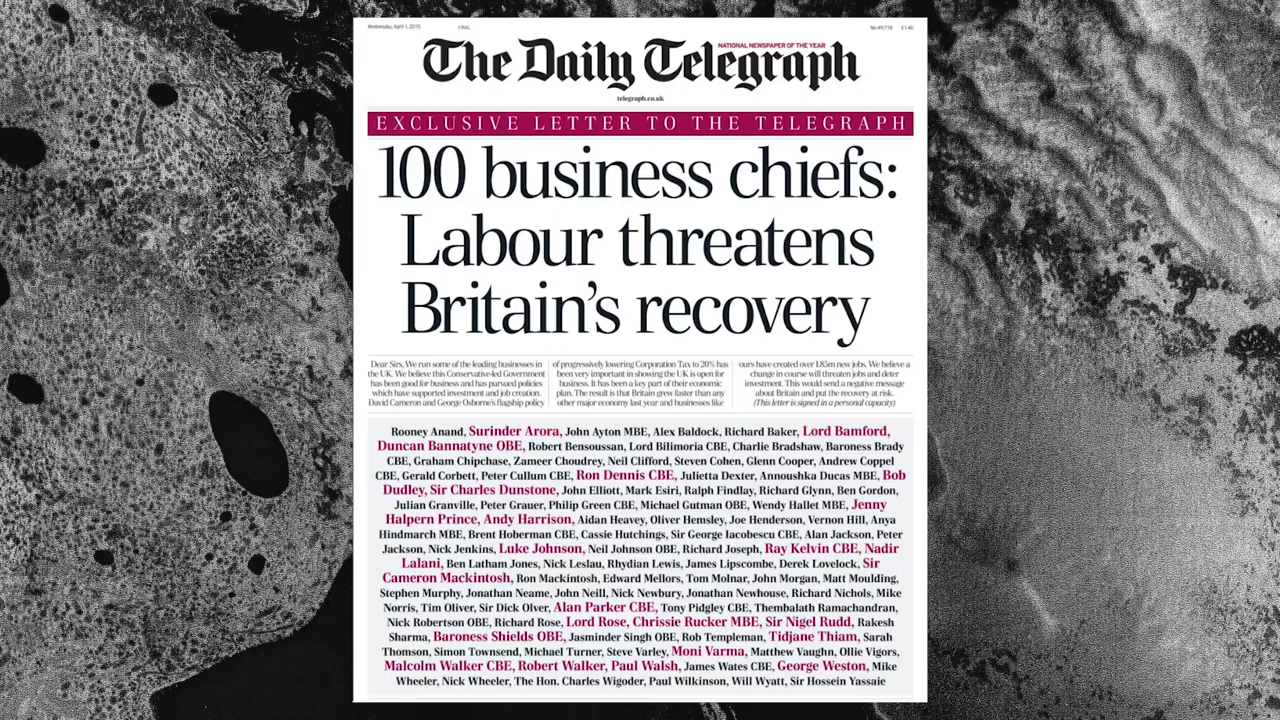 Wednesday, April 1, 2015
FINAL
No 49,718
£1.40
NATIONAL NEWSPAPER OF THE YEAR
The Daily Telegraph
telegraph.co.uk
EXCLUSIVE LETTER TO THE TELEGRAPH
100 business chiefs:
Labour threatens
Britain's recovery
Dear Sirs, We run some of the leading businesses in
the UK. We believe this Conservative-led Government
has been good for business and has pursued policies
which have supported investment and job creation.
David Cameron and George Osborne's flagship policy
of progressively lowering Corporation Tax to 20% has
been very important in showing the UK is open for
business. It has been a key part of their economic
plan. The result is that Britain grew faster than any
other major economy last year and businesses like
ours have created over 1.85m new jobs. We believe a
change in course will threaten jobs and deter
investment. This would send a negative message
about Britain and put the recovery at risk.
(This letter is signed in a personal capacity)
Rooney Anand, Surinder Arora, John Ayton MBE, Alex Baldock, Richard Baker, Lord Bamford,
Duncan Bannatyne OBE, Robert Bensoussan, Lord Bilimoria CBE, Charlie Bradshaw, Baroness Brady
CBE, Graham Chipchase, Zameer Choudrey, Neil Clifford, Steven Cohen, Glenn Cooper, Andrew Coppel
CBE, Gerald Corbett, Peter Cullum CBE, Ron Dennis CBE, Julietta Dexter, Annoushka Ducas MBE, Bob
Dudley, Sir Charles Dunstone, John Elliott, Mark Esiri, Ralph Findlay, Richard Glynn, Ben Gordon,
Julian Granville, Peter Grauer, Philip Green CBE, Michael Gutman OBE, Wendy Hallet MBE, Jenny
Halpern Prince, Andy Harrison, Aidan Heavey, Oliver Hemsley, Joe Henderson, Vernon Hill, Anya
Hindmarch MBE, Brent Hoberman CBE, Cassie Hutchings, Sir George Iacobescu CBE, Alan Jackson, Peter
Jackson, Nick Jenkins, Luke Johnson, Neil Johnson OBE, Richard Joseph, Ray Kelvin CBE, Nadir
Lalani, Ben Latham Jones, Nick Leslau, Rhydian Lewis, James Lipscombe, Derek Lovelock, Sir
Cameron Mackintosh, Ron Mackintosh, Edward Mellors, Tom Molnar, John Morgan, Matt Moulding,
Stephen Murphy, Jonathan Neame, John Neill, Nick Newbury, Jonathan Newhouse, Richard Nichols, Mike
Norris, Tim Oliver, Sir Dick Olver, Alan Parker CBE, Tony Pidgley CBE, Thembalath Ramachandran,
Nick Robertson OBE, Richard Rose, Lord Rose, Chrissie Rucker MBE, Sir Nigel Rudd, Rakesh
Sharma, Baroness Shields OBE, Jasminder Singh OBE, Rob Templeman, Tidjane Thiam, Sarah
Thomson, Simon Townsend, Michael Turner, Steve Varley, Moni Varma, Matthew Vaughn, Ollie Vigors,
Malcolm Walker CBE, Robert Walker, Paul Walsh, James Wates CBE, George Weston, Mike
Wheeler, Nick Wheeler, The Hon. Charles Wigoder, Paul Wilkinson, Will Wyatt, Sir Hossein Yassaie